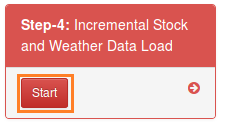 Step-4: Incremental Stock
and Weather Data Load
Start